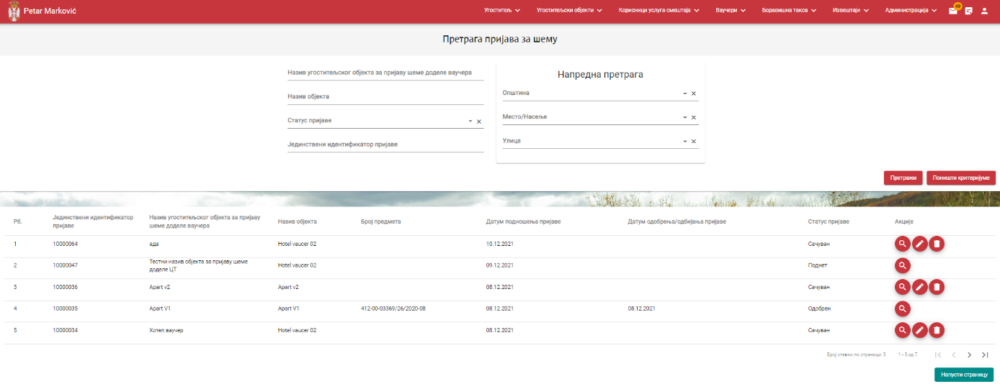 Petar Marković
Угоститељ Угоститељски објекти Корисници услуга смештаја Ваучери Боравишна такса Извештаји Администрација 49
Претрага пријава за шему
Назив угоститељског објекта за пријаву шеме доделе ваучера
Назив објекта
Статус пријаве
Јединствени идентификатор пријаве
Напредна претрага
Општина
Место/Насеље
Улица
Претражи Поништи критеријуме
Рб. Јединствени идентификатор пријаве Назив угоститељског објекта за пријаву шеме доделе ваучера Назив објекта Број предмета Датум подношења пријаве Датум одобрења/одбијања пријаве Статус пријаве Акције
1 10000064 ада Hotel vaucer 02 10.12.2021 Сачуван
2 10000047 Тестни назив објекта за пријаву шеме доделе ЦТ Hotel vaucer 02 09.12.2021 Поднет
3 10000036 Apart v2 Apart v2 08.12.2021 Сачуван
4 10000035 Apart V1 Apart V1 412-00-03369/26/2020-08 08.12.2021 08.12.2021 Одобрен
5 10000034 Хотел ваучер Hotel vaucer 02 08.12.2021 Сачуван
Број ставки по страници 5 1 - 5 од 7
Напусти страницу